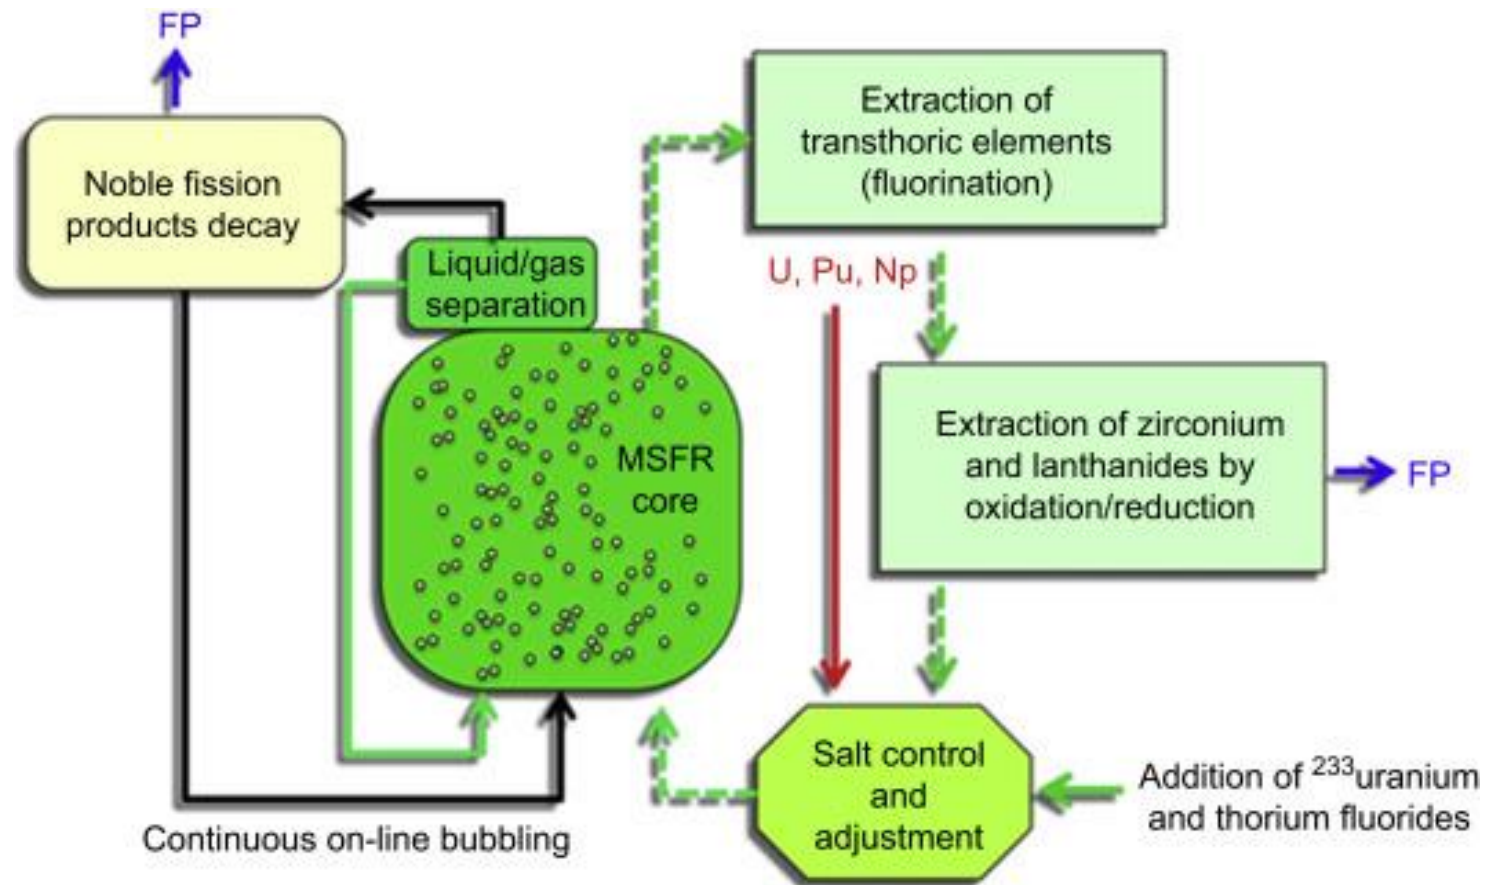 FP
Noble fission
products decay
Liquid/gas
separation
MSFR
core
Continuous on-line bubbling
Extraction of
transthoric elements
(fluorination)
U, Pu, Np
Extraction of zirconium
and lanthanides by
oxidation/reduction
FP
Salt control
and
adjustment
Addition of ²³³uranium
and thorium fluorides